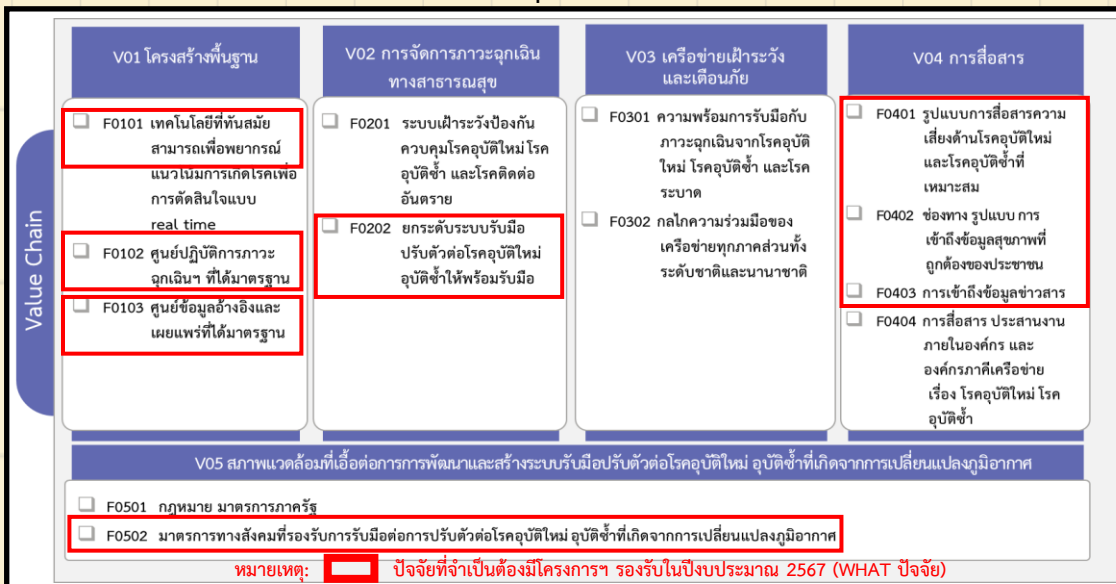 V01 โครงสร้างพื้นฐาน
F0101 เทคโนโลยีที่ทันสมัย
สามารถเพื่อพยากรณ์
แนวโน้มการเกิดโรคเพื่อ
การตัดสินใจแบบ
real time
F0102 ศูนย์ปฏิบัติการภาวะ
ฉุกเฉินฯ ที่ได้มาตรฐาน
F0103 ศูนย์ข้อมูลอ้างอิงและ
เผยแพร่ที่ได้มาตรฐาน
V02 การจัดการภาวะฉุกเฉิน
ทางสาธารณสุข
F0201 ระบบเฝ้าระวังป้องกัน
ควบคุมโรคอุบัติใหม่ โรค
อุบัติซ้ำ และโรคติดต่อ
อันตราย
F0202 ยกระดับระบบรับมือ
ปรับตัวต่อโรคอุบัติใหม่
อุบัติซ้ำให้พร้อมรับมือ
V03 เครือข่ายเฝ้าระวัง
และเตือนภัย
F0301 ความพร้อมการรับมือกับ
ภาวะฉุกเฉินจากโรคอุบัติ
ใหม่ โรคอุบัติซ้ำ และโรค
ระบาด
F0302 กลไกความร่วมมือของ
เครือข่ายทุกภาคส่วนทั้ง
ระดับชาติและนานาชาติ
V04 การสื่อสาร
F0401 รูปแบบการสื่อสารความ
เสี่ยงด้านโรคอุบัติใหม่
และโรคอุบัติซ้ำที่
เหมาะสม
F0402 ช่องทาง รูปแบบ การ
เข้าถึงข้อมูลสุขภาพที่
ถูกต้องของประชาชน
F0403 การเข้าถึงข้อมูลข่าวสาร
F0404 การสื่อสาร ประสานงาน
ภายในองค์กร และ
องค์กรภาคีเครือข่าย
เรื่อง โรคอุบัติใหม่ โรค
อุบัติซ้ำ
Value Chain
V05 สภาพแวดล้อมที่เอื้อต่อการการพัฒนาและสร้างระบบรับมือปรับตัวต่อโรคอุบัติใหม่ อุบัติซ้ำที่เกิดจากการเปลี่ยนแปลงภูมิอากาศ
F0501 กฎหมาย มาตรการภาครัฐ
F0502 มาตรการทางสังคมที่รองรับการรับมือต่อการปรับตัวต่อโรคอุบัติใหม่ อุบัติซ้ำที่เกิดจากการเปลี่ยนแปลงภูมิอากาศ
หมายเหตุ: ปัจจัยที่จำเป็นต้องมีโครงการฯ รองรับในปีงบประมาณ 2567 (WHAT ปัจจัย)